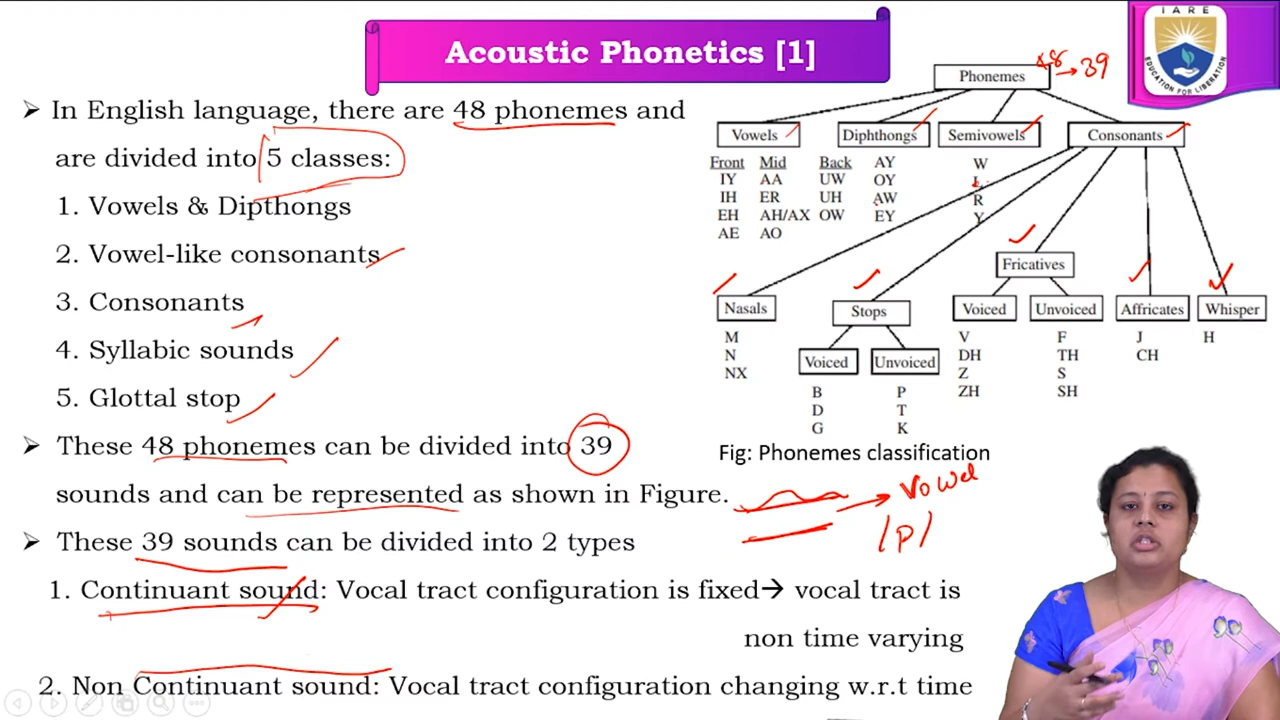 IARE
EDUCATION FOR LIBERATION
Acoustic Phonetics [1]
➢ In English language, there are 48 phonemes and
are divided into 5 classes:
1. Vowels & Dipthongs
2. Vowel-like consonants
3. Consonants
4. Syllabic sounds
5. Glottal stop
➢ These 48 phonemes can be divided into 39
sounds and can be represented as shown in Figure.
➢ These 39 sounds can be divided into 2 types
1. Continuant sound: Vocal tract configuration is fixed→ vocal tract is
non time varying
2. Non Continuant sound: Vocal tract configuration changing w.r.t time
Phonemes 48 → 39
Vowels Diphthongs Semivowels Consonants
Front Mid Back AY W
IY AA UW OY L
IH ER UH AW R
EH AH/AX OW EY Y
AE AO
Fricatives
Nasals Stops Voiced Unvoiced Affricates Whisper
M V F J H
N Voiced Unvoiced DH TH CH
NX Z S
B P ZH SH
D T
G K
Fig: Phonemes classification
→ Vowel
/p/